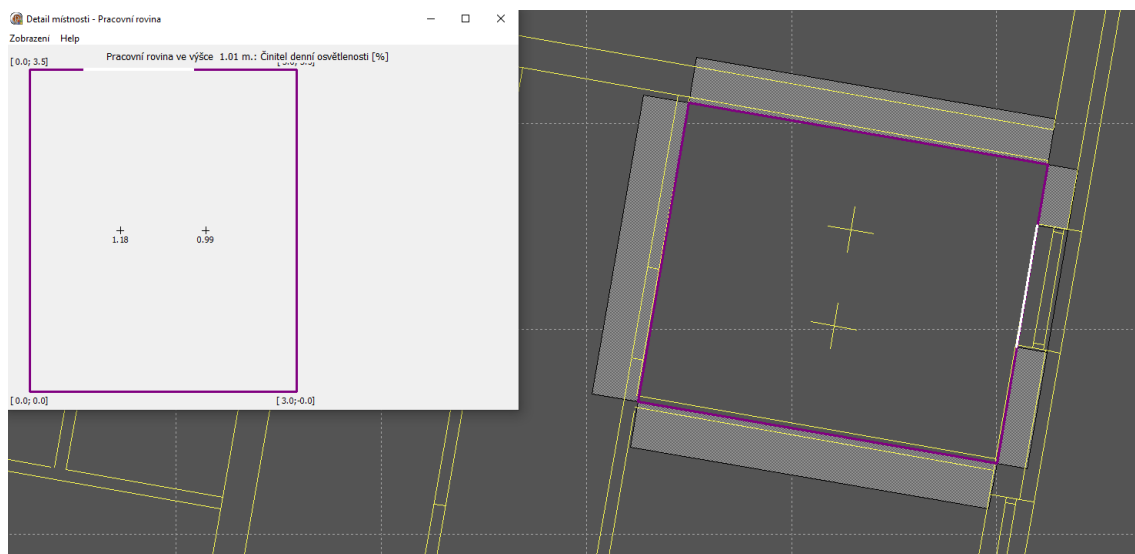 Detail místnosti - Pracovní rovina
Zobrazení Help
Pracovní rovina ve výšce 1.01 m.: Činitel denní osvětlenosti [%]
[ 0.0; 3.5]
1.18 0.99
[ 0.0; 0.0] [ 3.0;-0.0]